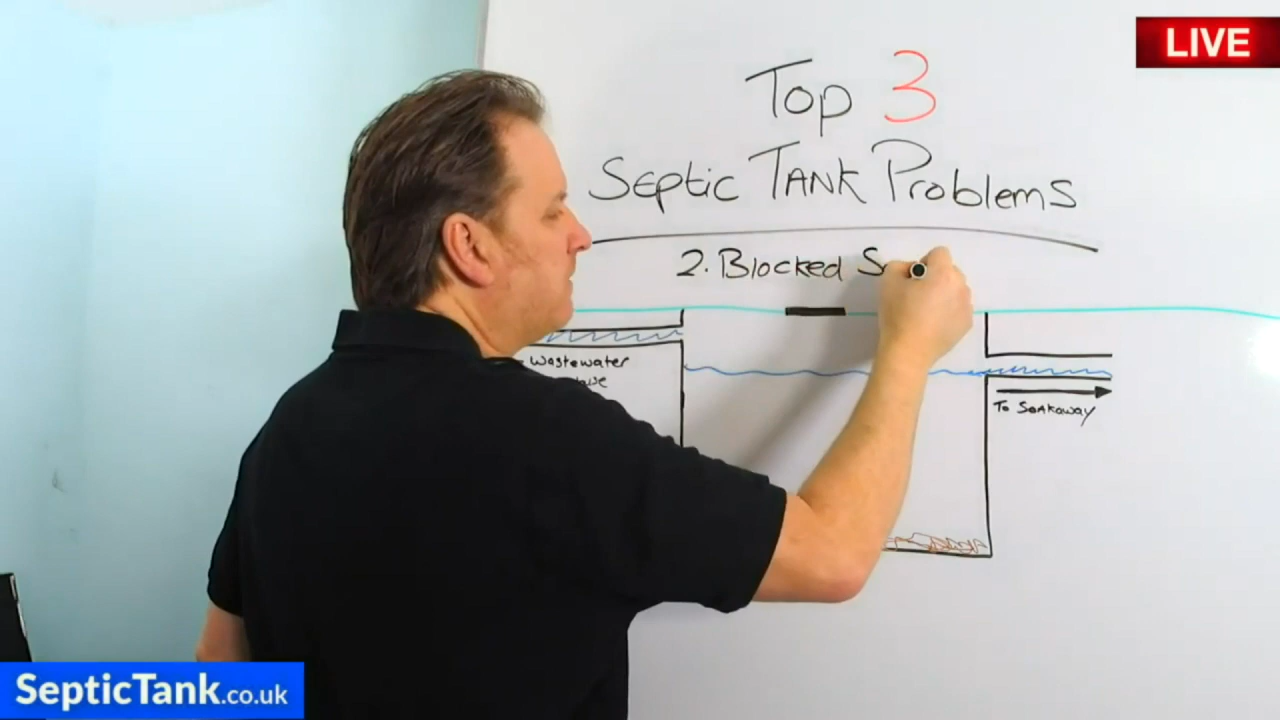 LIVE
Top 3
Septic Tank Problems
2. Blocked
Wastewater
To Soakaway
SepticTank.co.uk